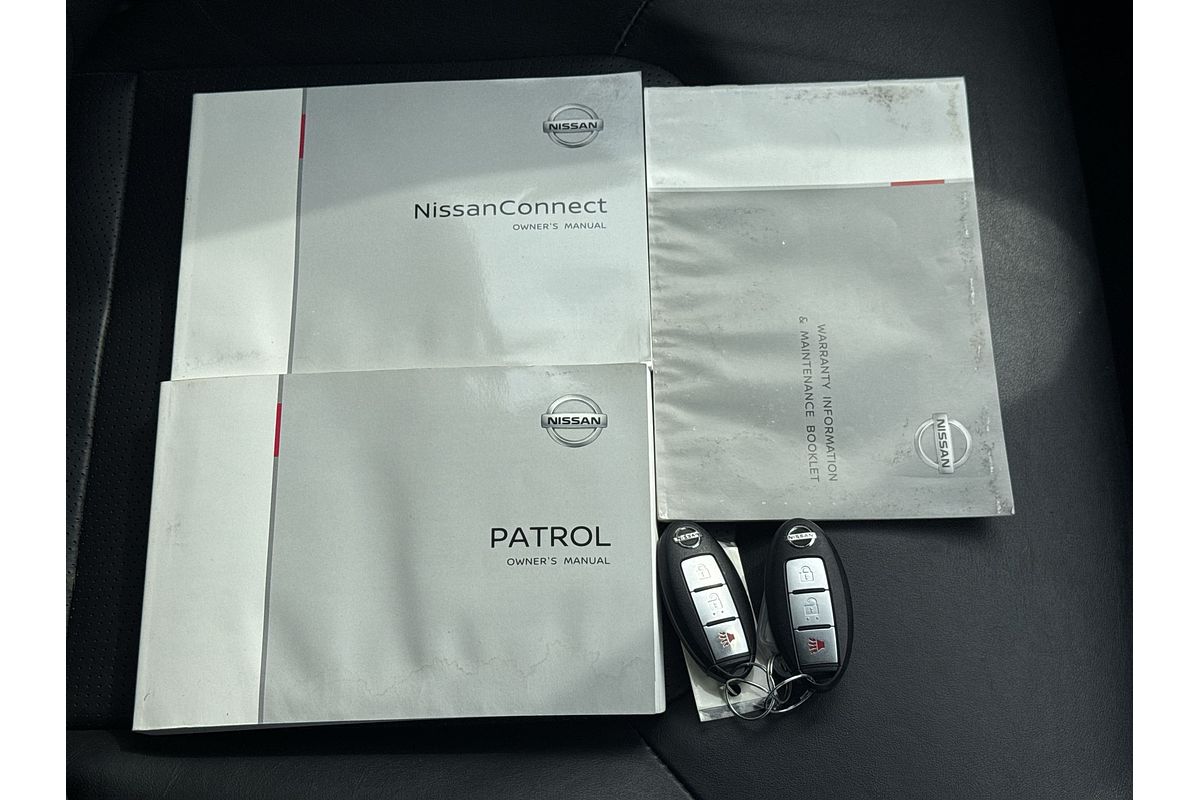 NISSAN
NissanConnect
OWNER'S MANUAL
NISSAN
PATROL
OWNER'S MANUAL
WARRANTY INFORMATION
& MAINTENANCE BOOKLET
NISSAN
NISSAN
NISSAN